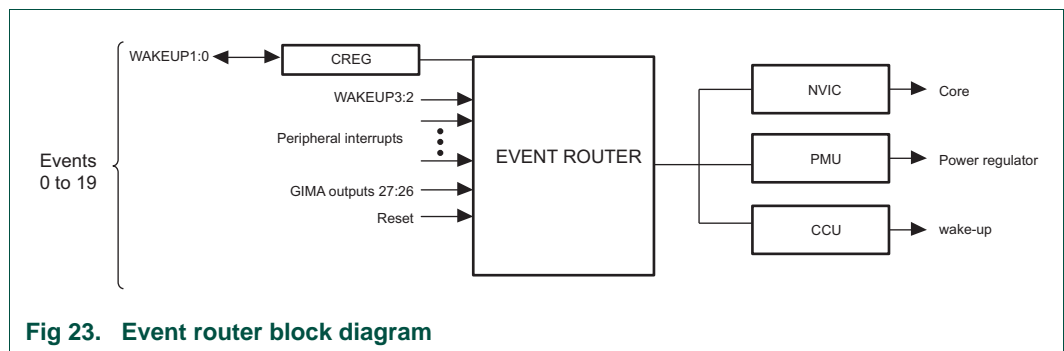 WAKEUP1:0
CREG
WAKEUP3:2
Peripheral interrupts
Events
0 to 19
GIMA outputs 27:26
Reset
EVENT ROUTER
NVIC
Core
PMU
Power regulator
CCU
wake-up
Fig 23. Event router block diagram